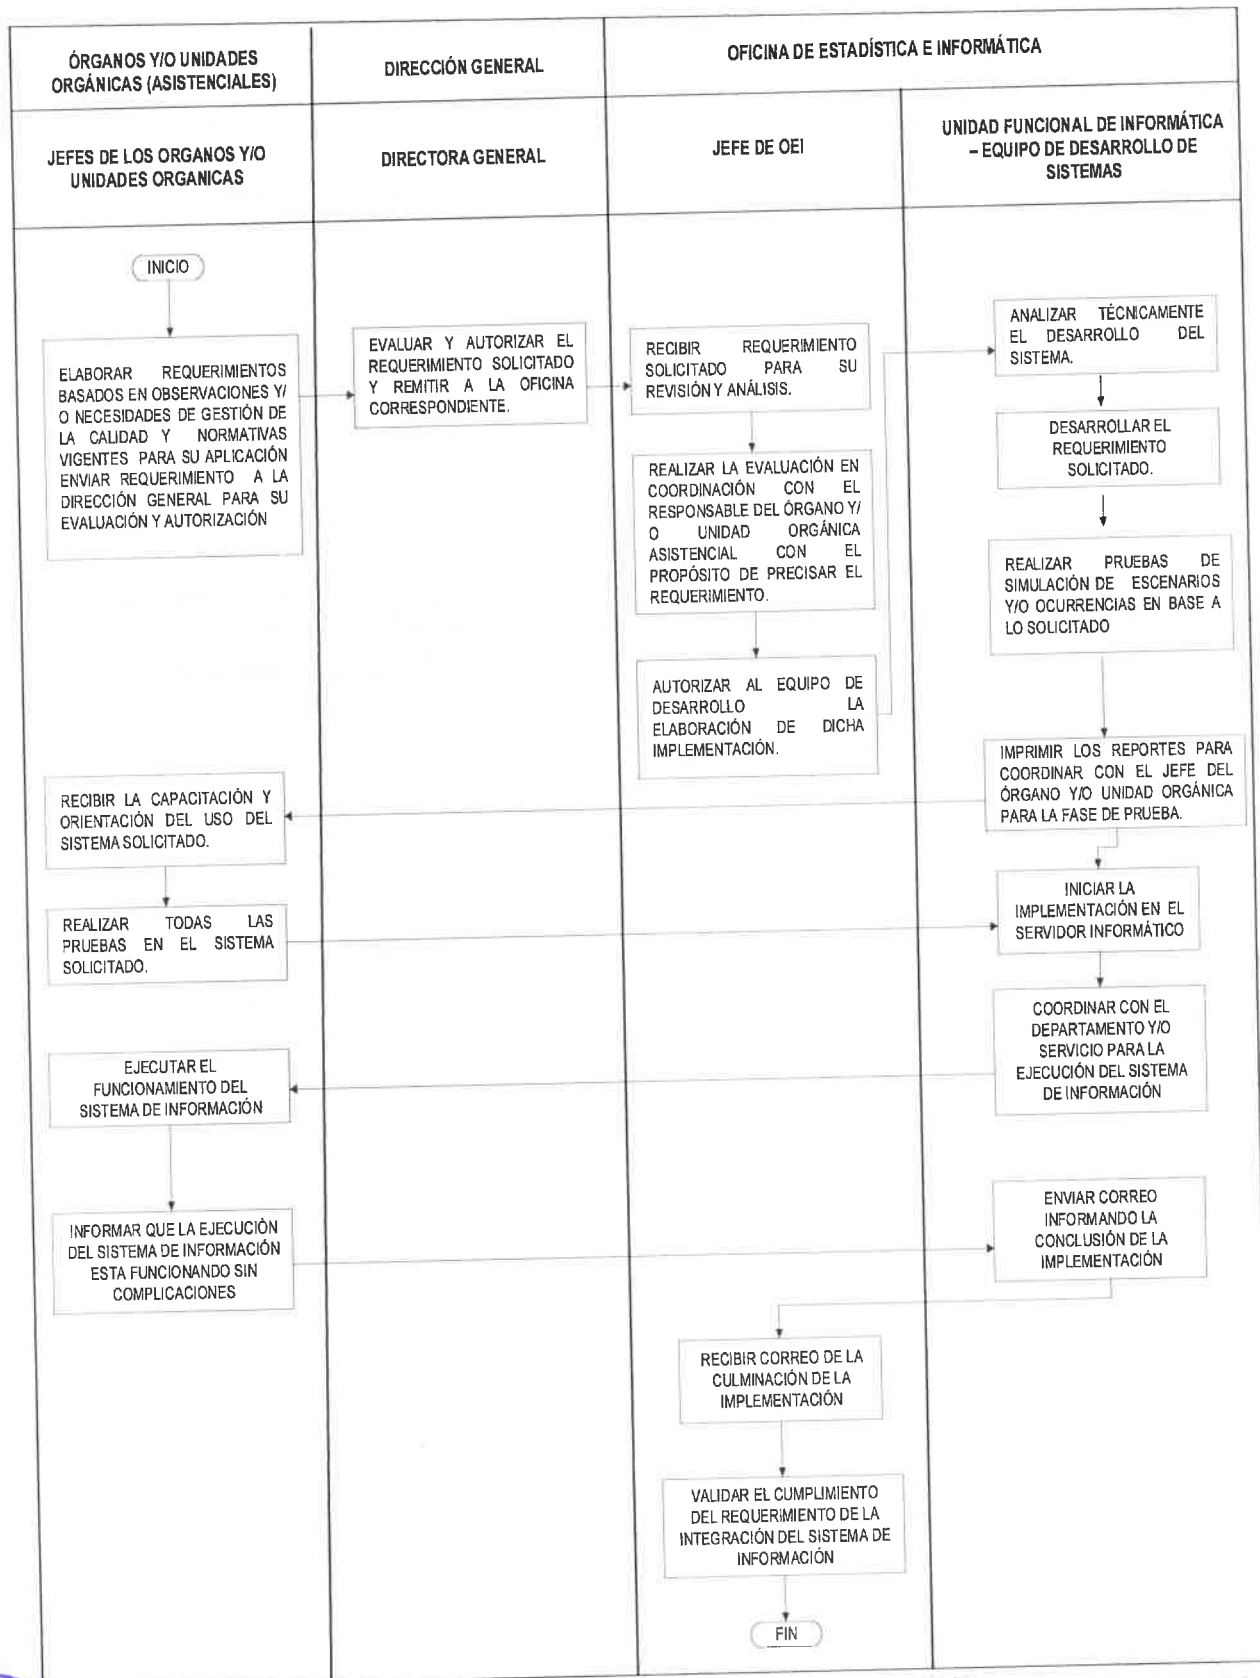 ÓRGANOS Y/O UNIDADES
ORGÁNICAS (ASISTENCIALES)
DIRECCIÓN GENERAL
OFICINA DE ESTADÍSTICA E INFORMÁTICA
JEFES DE LOS ORGANOS Y/O
UNIDADES ORGANICAS
DIRECTORA GENERAL
JEFE DE OEI
UNIDAD FUNCIONAL DE INFORMÁTICA
– EQUIPO DE DESARROLLO DE
SISTEMAS
INICIO
ELABORAR REQUERIMIENTOS
BASADOS EN OBSERVACIONES Y/
O NECESIDADES DE GESTIÓN DE
LA CALIDAD Y NORMATIVAS
VIGENTES PARA SU APLICACIÓN
ENVIAR REQUERIMIENTO A LA
DIRECCIÓN GENERAL PARA SU
EVALUACIÓN Y AUTORIZACIÓN
EVALUAR Y AUTORIZAR EL
REQUERIMIENTO SOLICITADO
Y REMITIR A LA OFICINA
CORRESPONDIENTE.
RECIBIR REQUERIMIENTO
SOLICITADO PARA SU
REVISIÓN Y ANÁLISIS.
REALIZAR LA EVALUACIÓN EN
COORDINACIÓN CON EL
RESPONSABLE DEL ÓRGANO Y/
O UNIDAD ORGÁNICA
ASISTENCIAL CON EL
PROPÓSITO DE PRECISAR EL
REQUERIMIENTO.
AUTORIZAR AL EQUIPO DE
DESARROLLO LA
ELABORACIÓN DE DICHA
IMPLEMENTACIÓN.
ANALIZAR TÉCNICAMENTE
EL DESARROLLO DEL
SISTEMA.
DESARROLLAR EL
REQUERIMIENTO
SOLICITADO.
REALIZAR PRUEBAS DE
SIMULACIÓN DE ESCENARIOS
Y/O OCURRENCIAS EN BASE A
LO SOLICITADO
IMPRIMIR LOS REPORTES PARA
COORDINAR CON EL JEFE DEL
ÓRGANO Y/O UNIDAD ORGÁNICA
PARA LA FASE DE PRUEBA.
RECIBIR LA CAPACITACIÓN Y
ORIENTACIÓN DEL USO DEL
SISTEMA SOLICITADO.
REALIZAR TODAS LAS
PRUEBAS EN EL SISTEMA
SOLICITADO.
INICIAR LA
IMPLEMENTACIÓN EN EL
SERVIDOR INFORMÁTICO
COORDINAR CON EL
DEPARTAMENTO Y/O
SERVICIO PARA LA
EJECUCIÓN DEL SISTEMA
DE INFORMACIÓN
EJECUTAR EL
FUNCIONAMIENTO DEL
SISTEMA DE INFORMACIÓN
INFORMAR QUE LA EJECUCIÓN
DEL SISTEMA DE INFORMACIÓN
ESTA FUNCIONANDO SIN
COMPLICACIONES
ENVIAR CORREO
INFORMANDO LA
CONCLUSIÓN DE LA
IMPLEMENTACIÓN
RECIBIR CORREO DE LA
CULMINACIÓN DE LA
IMPLEMENTACIÓN
VALIDAR EL CUMPLIMIENTO
DEL REQUERIMIENTO DE LA
INTEGRACIÓN DEL SISTEMA DE
INFORMACIÓN
FIN